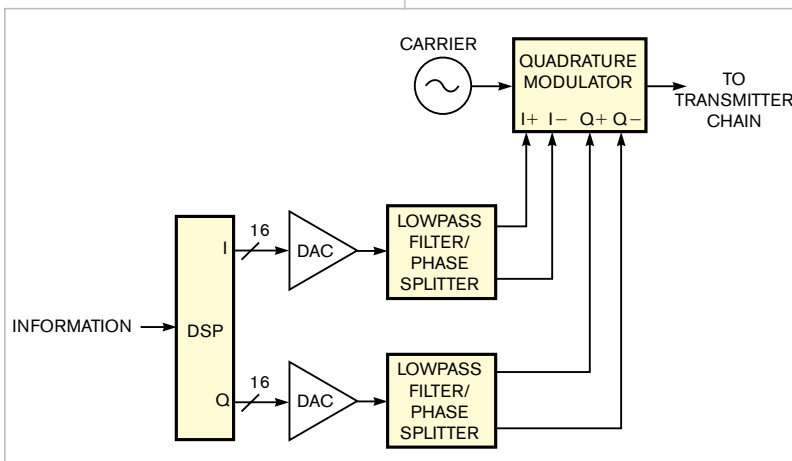 CARRIER
QUADRATURE
MODULATOR
I+ I− Q+ Q−
TO
TRANSMITTER
CHAIN
LOWPASS
FILTER/
PHASE
SPLITTER
I
16
DAC
INFORMATION
DSP
Q
16
DAC
LOWPASS
FILTER/
PHASE
SPLITTER